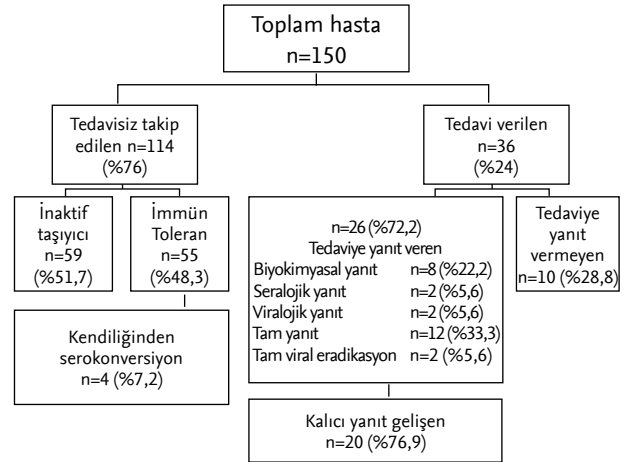 Toplam hasta
n=150
Tedavisiz takip
edilen n=114
(%76)
Tedavi verilen
n=36
(%24)
İnaktif
taşıyıcı
n=59
(%51,7)
İmmün
Toleran
n=55
(%48,3)
n=26 (%72,2)
Tedaviye yanıt veren
Biyokimyasal yanıt n=8 (%22,2)
Seralojik yanıt n=2 (%5,6)
Viralojik yanıt n=2 (%5,6)
Tam yanıt n=12 (%33,3)
Tam viral eradikasyon n=2 (%5,6)
Tedaviye
yanıt
vermeyen
n=10 (%28,8)
Kendiliğinden
serokonversiyon
n=4 (%7,2)
Kalıcı yanıt gelişen
n=20 (%76,9)